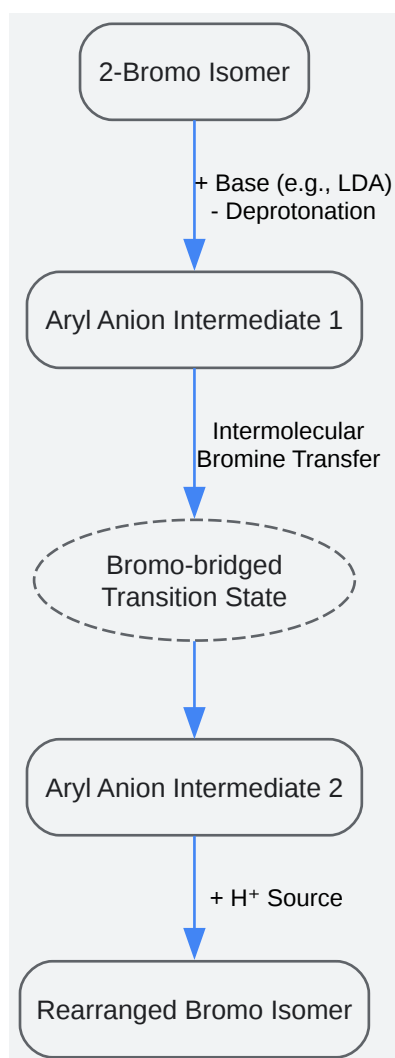 2-Bromo Isomer
+ Base (e.g., LDA)
- Deprotonation
Aryl Anion Intermediate 1
Intermolecular
Bromine Transfer
Bromo-bridged
Transition State
Aryl Anion Intermediate 2
+ H⁺ Source
Rearranged Bromo Isomer